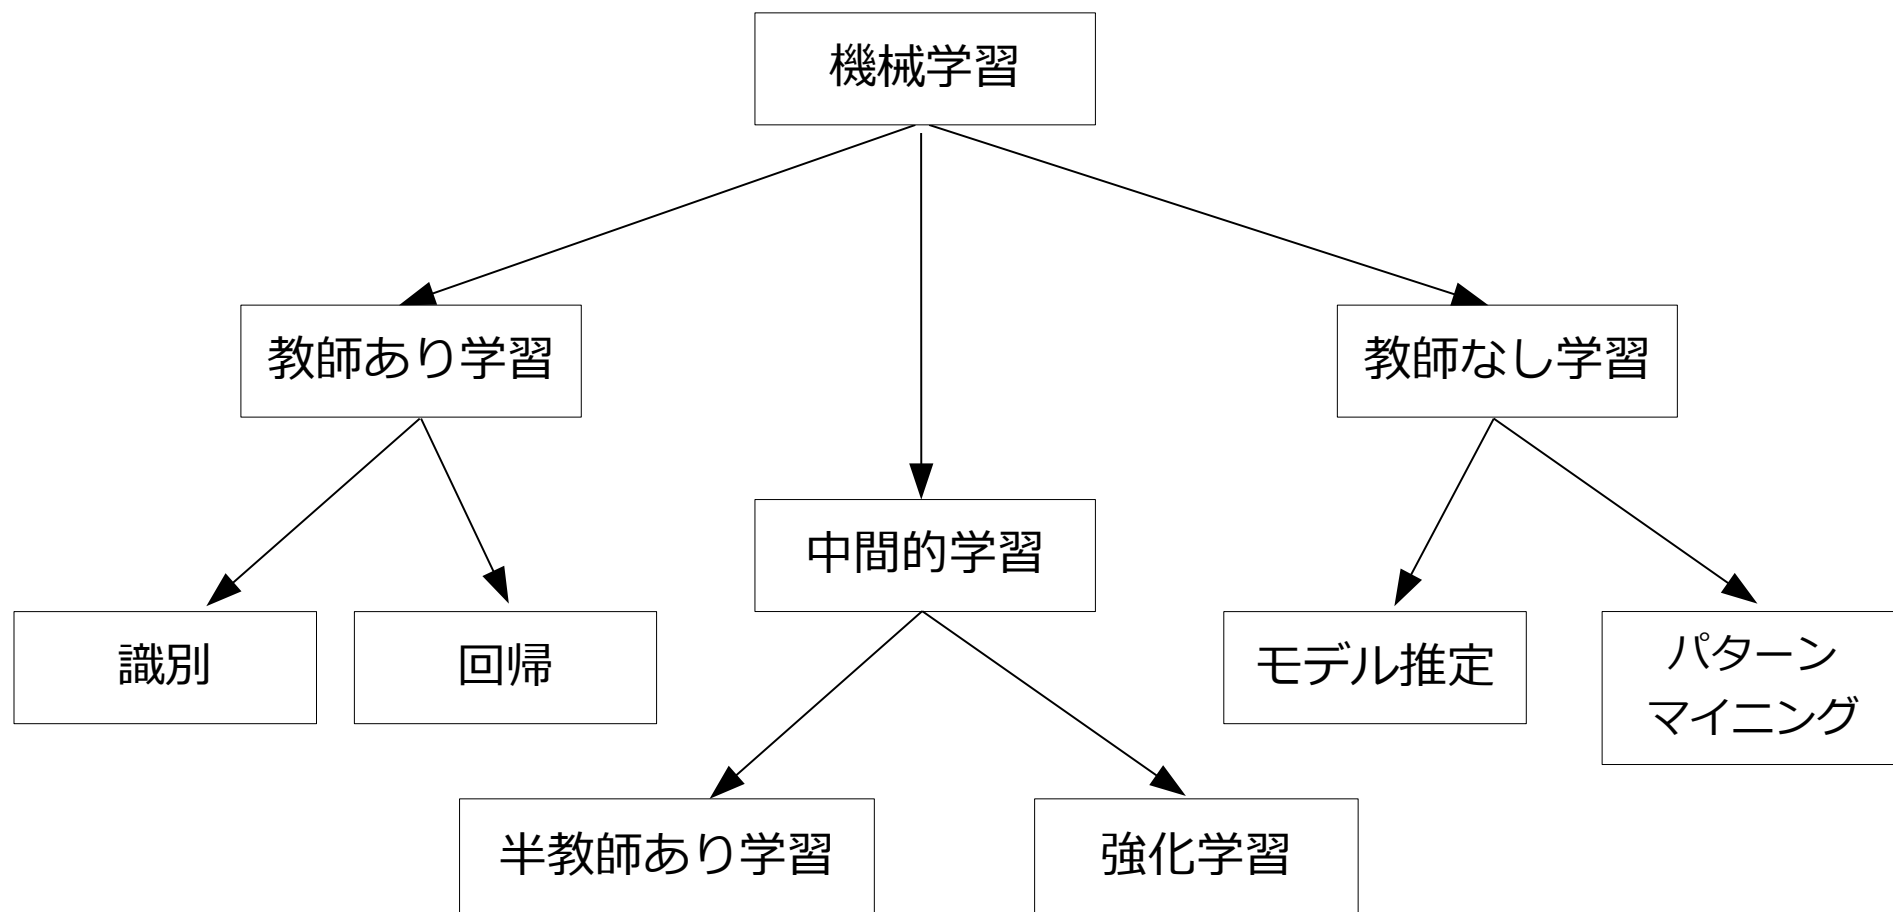 機械学習
教師あり学習
教師なし学習
中間的学習
識別
回帰
モデル推定
パターン
マイニング
半教師あり学習
強化学習